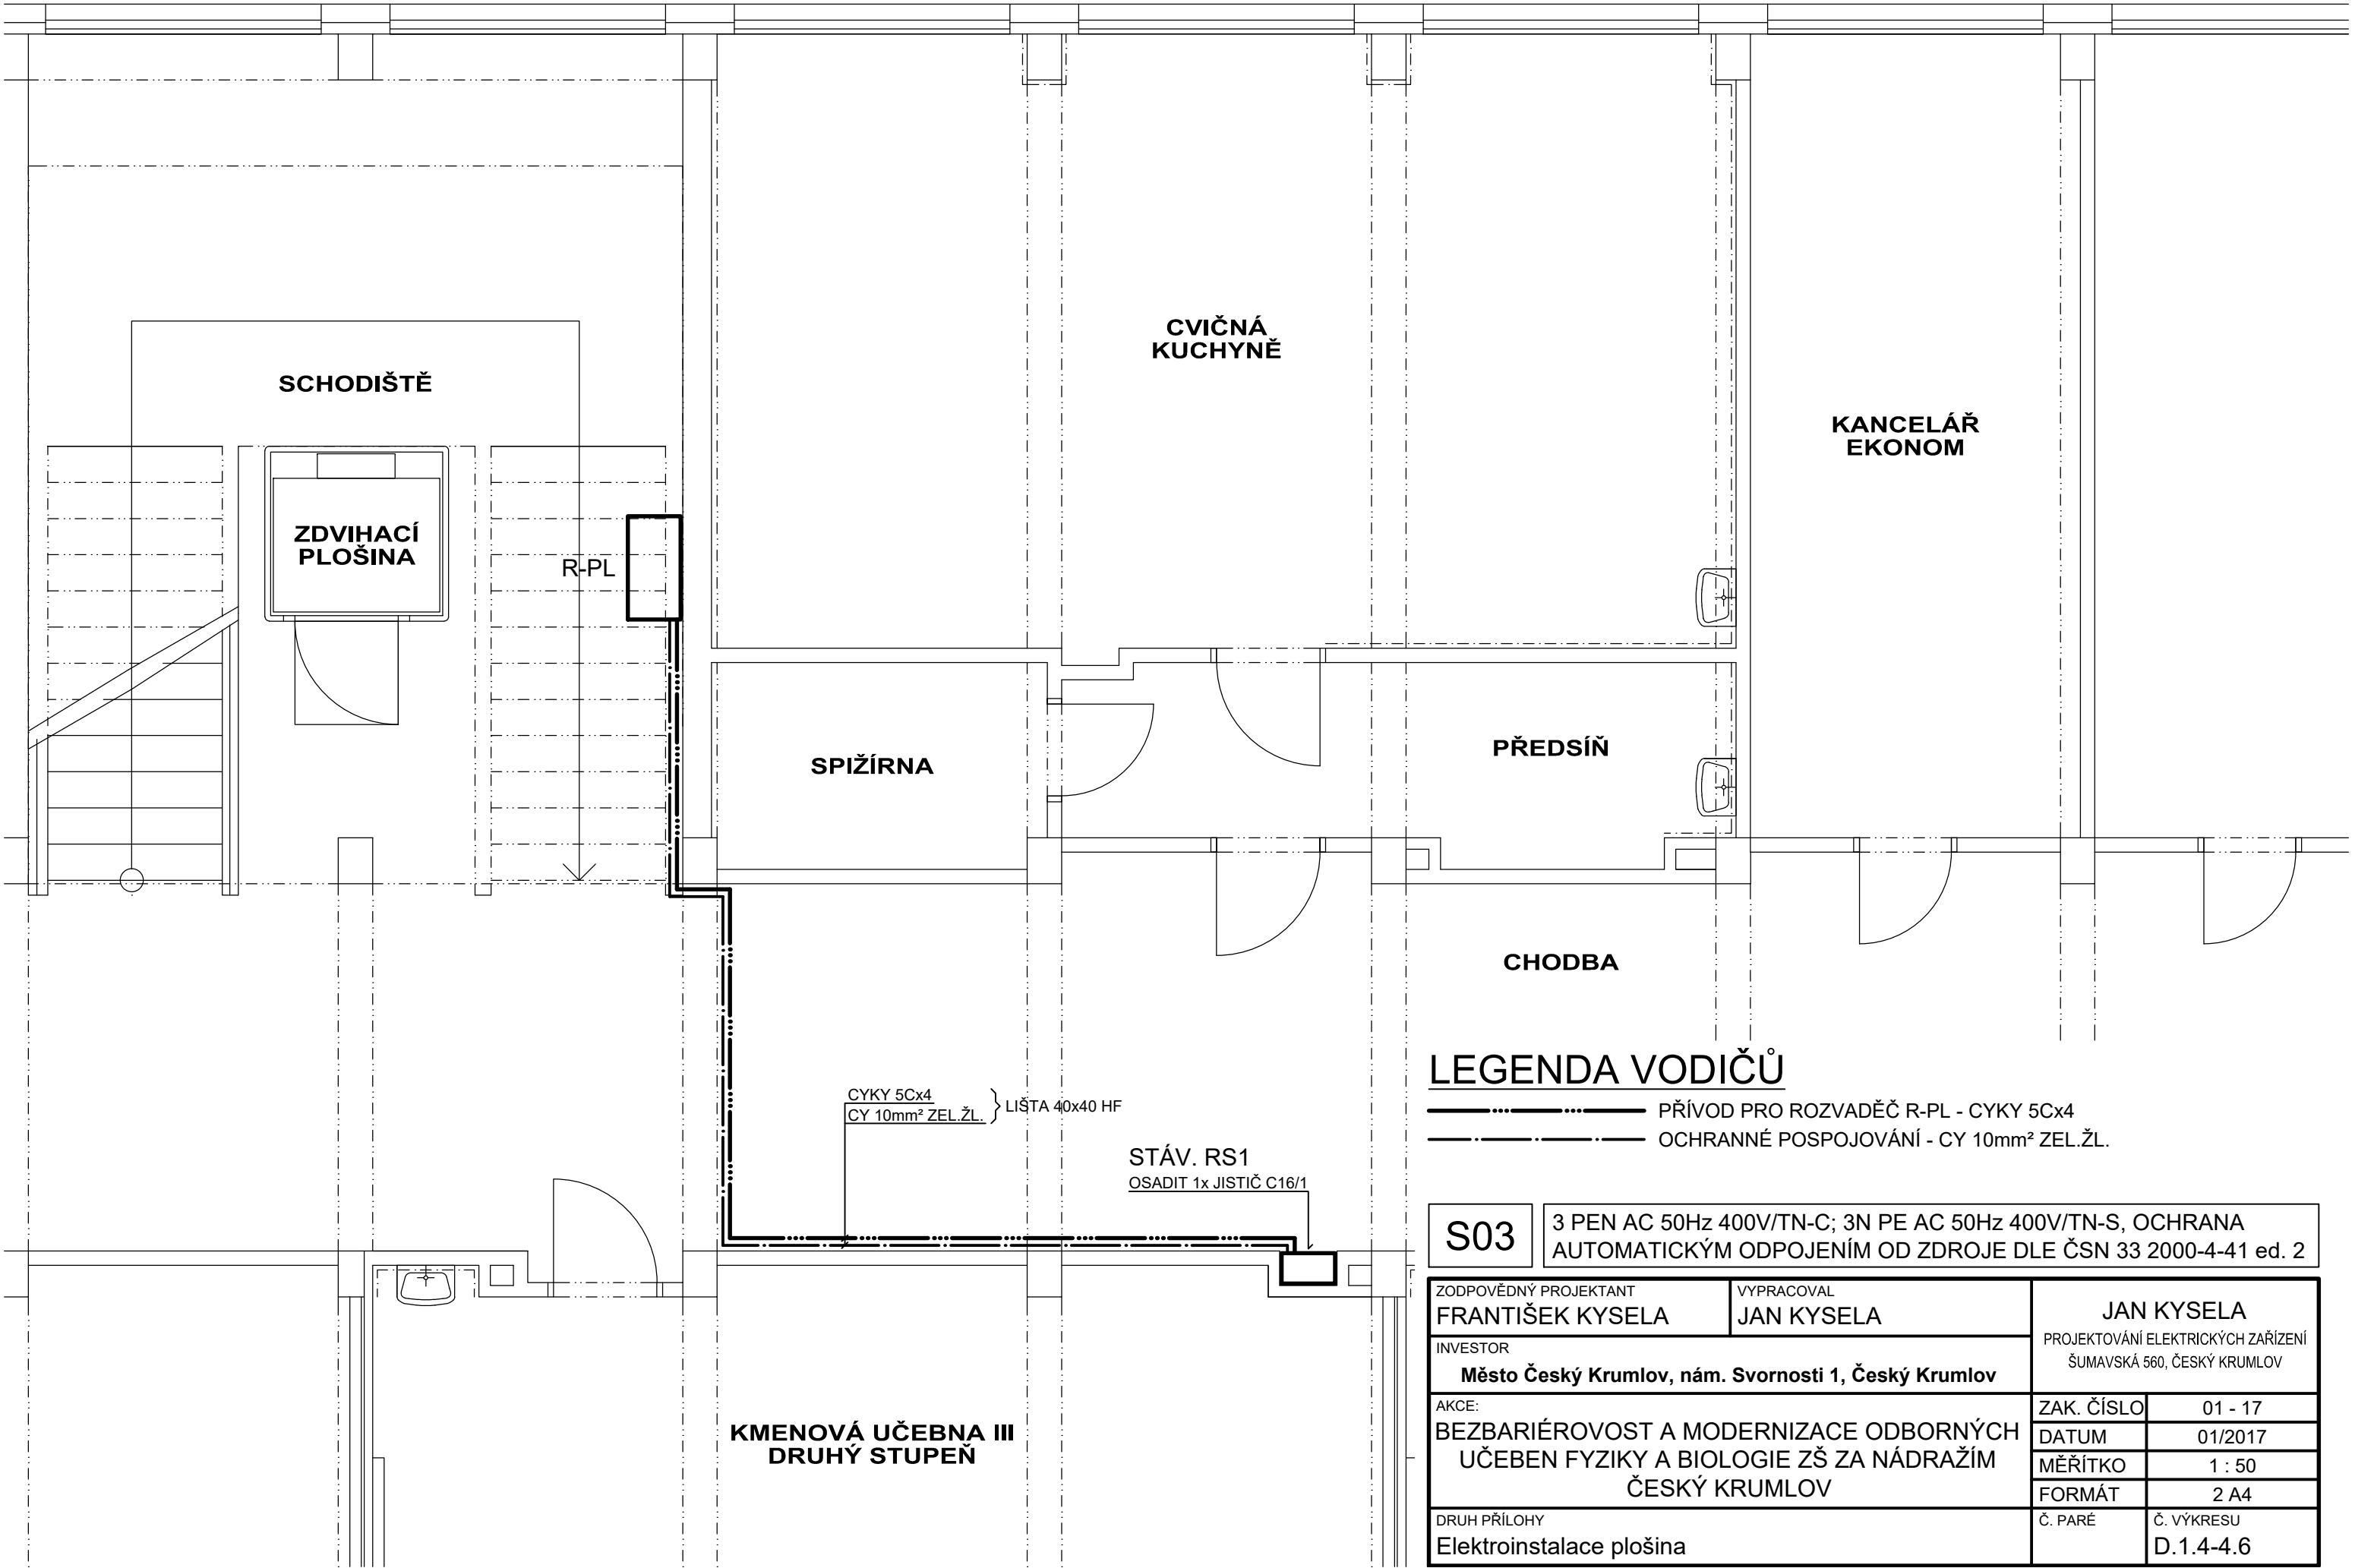 CVIČNÁ
KUCHYNĚ
SCHODIŠTĚ
KANCELÁŘ
EKONOM
ZDVIHACÍ
PLOŠINA
R-PL
SPIŽÍRNA
PŘEDSÍŇ
CHODBA
CYKY 5Cx4
CY 10mm² ZEL.ŽL.
LIŠTA 40x40 HF
STÁV. RS1
OSADIT 1x JISTIČ C16/1
KMENOVÁ UČEBNA III
DRUHÝ STUPEŇ
LEGENDA VODIČŮ
PŘÍVOD PRO ROZVADĚČ R-PL - CYKY 5Cx4
OCHRANNÉ POSPOJOVÁNÍ - CY 10mm² ZEL.ŽL.
S03
3 PEN AC 50Hz 400V/TN-C; 3N PE AC 50Hz 400V/TN-S, OCHRANA
AUTOMATICKÝM ODPOJENÍM OD ZDROJE DLE ČSN 33 2000-4-41 ed. 2
ZODPOVĚDNÝ PROJEKTANT
FRANTIŠEK KYSELA
VYPRACOVAL
JAN KYSELA
JAN KYSELA
PROJEKTOVÁNÍ ELEKTRICKÝCH ZAŘÍZENÍ
ŠUMAVSKÁ 560, ČESKÝ KRUMLOV
INVESTOR
Město Český Krumlov, nám. Svornosti 1, Český Krumlov
AKCE:
BEZBARIÉROVOST A MODERNIZACE ODBORNÝCH
UČEBEN FYZIKY A BIOLOGIE ZŠ ZA NÁDRAŽÍM
ČESKÝ KRUMLOV
ZAK. ČÍSLO 01 - 17
DATUM 01/2017
MĚŘÍTKO 1 : 50
FORMÁT 2 A4
DRUH PŘÍLOHY
Elektroinstalace plošina
Č. PARÉ
Č. VÝKRESU
D.1.4-4.6